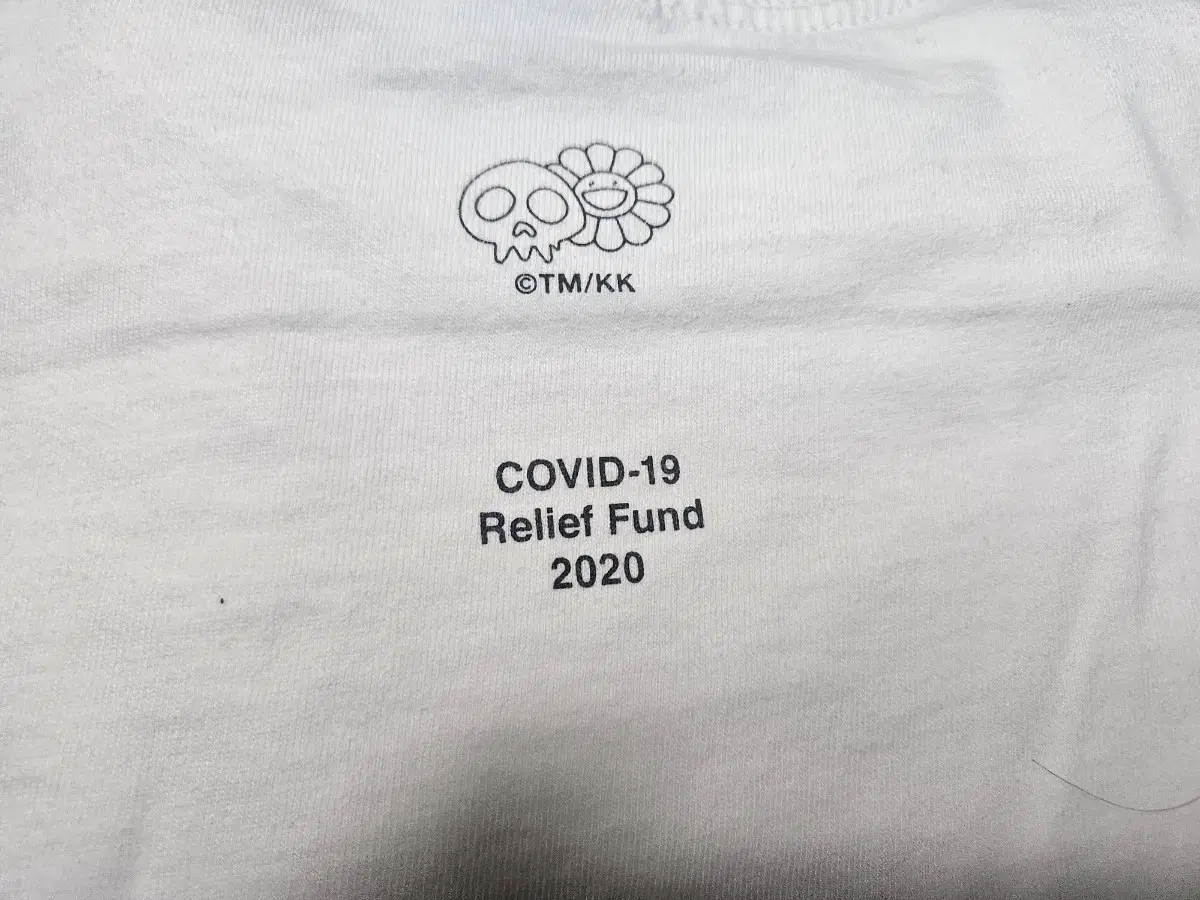 ©TM/KK
COVID-19
Relief Fund
2020